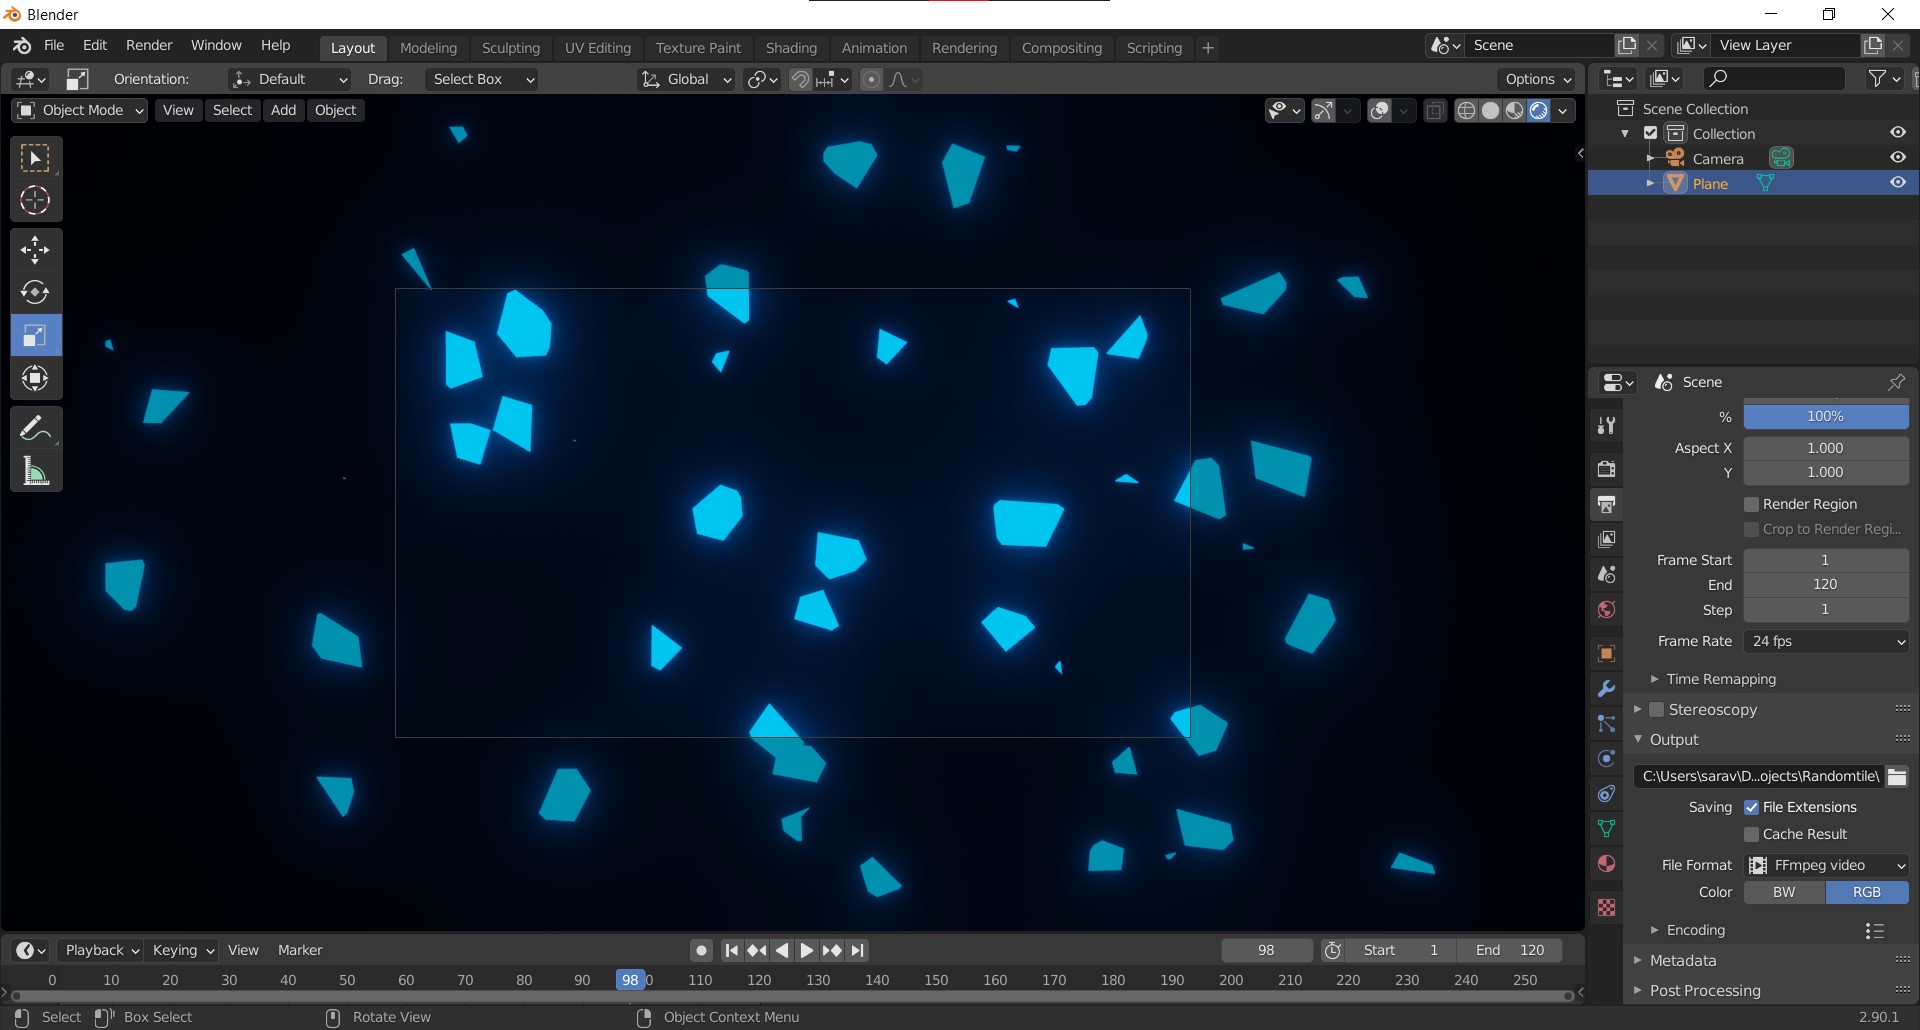 Blender
File Edit Render Window Help Layout Modeling Sculpting UV Editing Texture Paint Shading Animation Rendering Compositing Scripting + Scene View Layer
Orientation: Default Drag: Select Box Global Options
Object Mode View Select Add Object
Scene Collection
Collection
Camera
Plane
Scene
% 100%
Aspect X 1.000
Y 1.000
Render Region
Crop to Render Regi...
Frame Start 1
End 120
Step 1
Frame Rate 24 fps
Time Remapping
Stereoscopy
Output
C:\Users\sarav\D...ojects\Randomtile\
Saving File Extensions
Cache Result
File Format FFmpeg video
Color BW RGB
Encoding
Metadata
Post Processing
Playback Keying View Marker 98 Start 1 End 120
0 10 20 30 40 50 60 70 80 90 98 0 110 120 130 140 150 160 170 180 190 200 210 220 230 240 250
Select Box Select Rotate View Object Context Menu 2.90.1